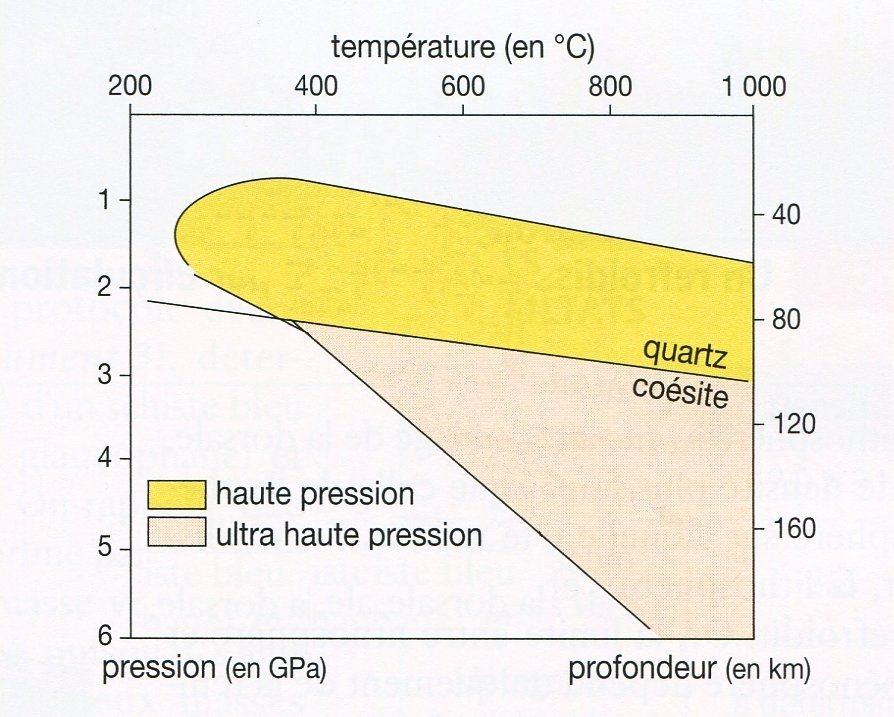 température (en °C)
200 400 600 800 1 000
1
40
2
80
quartz
3
coésite
120
4
haute pression
160
ultra haute pression
5
6
pression (en GPa) profondeur (en km)